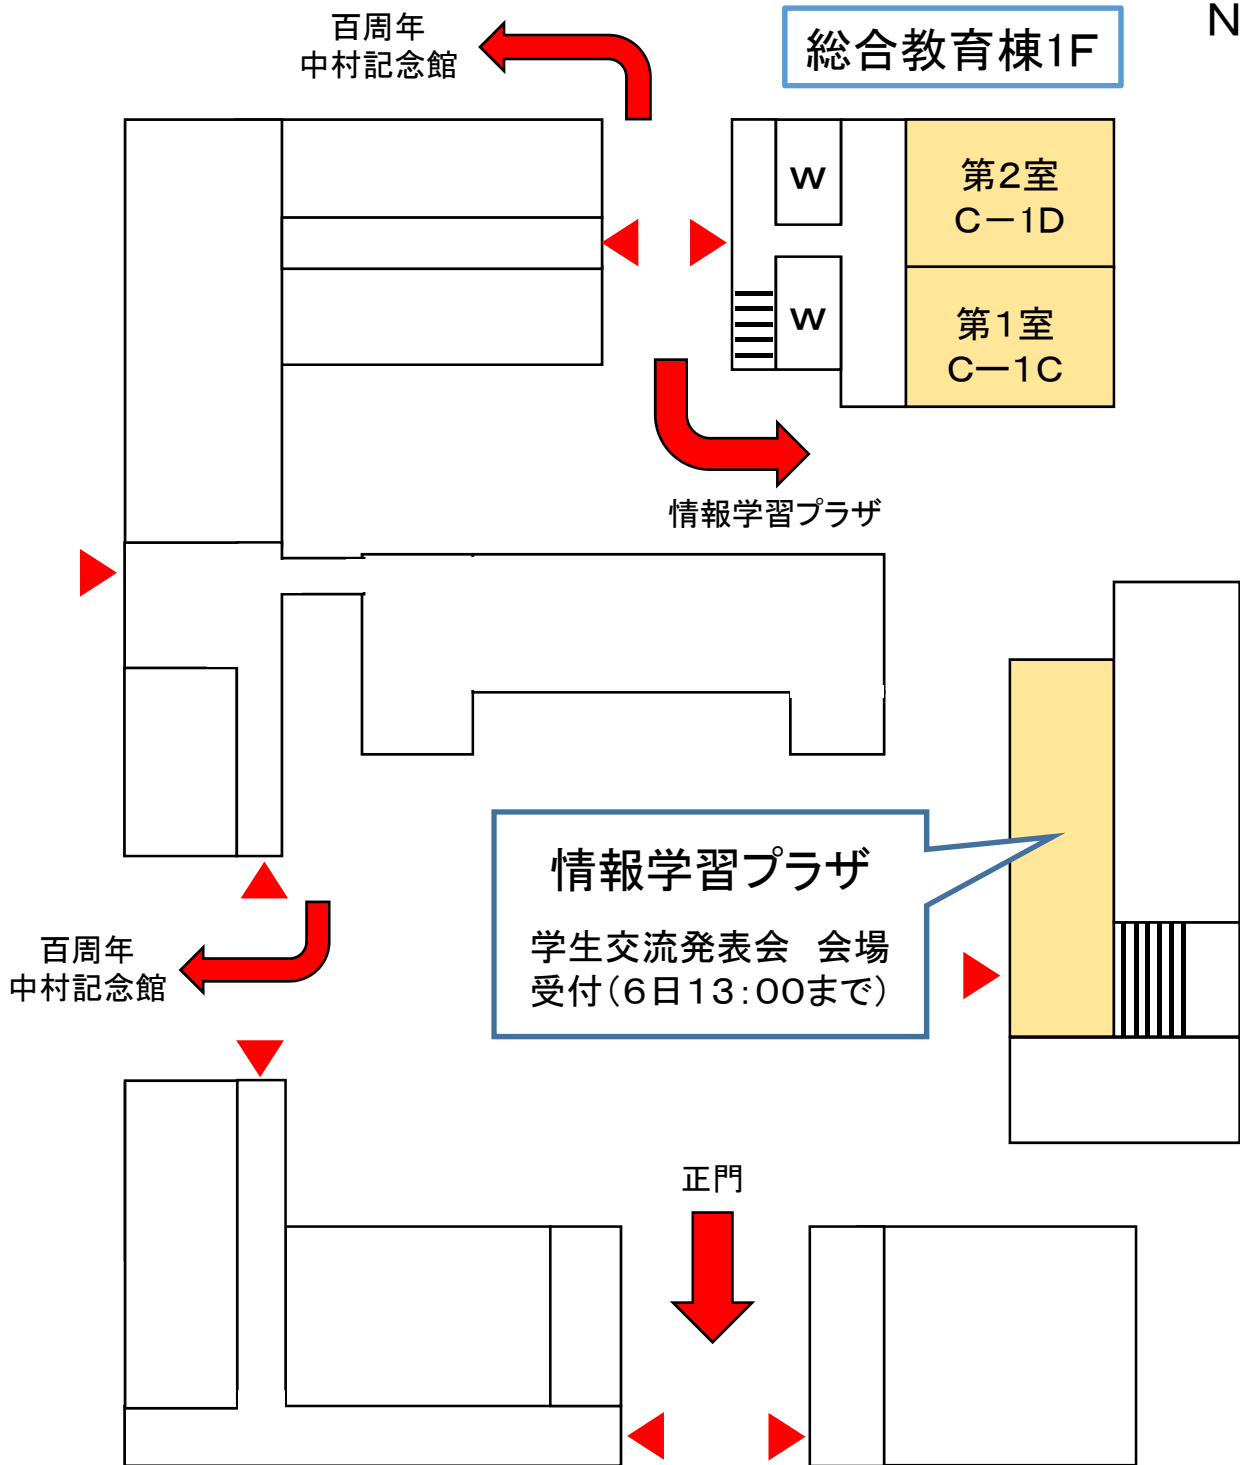 百周年
中村記念館
総合教育棟1F
N
W
第2室
C－1D
W
第1室
C－1C
情報学習プラザ
情報学習プラザ
学生交流発表会　会場
受付（6日13：00まで）
百周年
中村記念館
正門